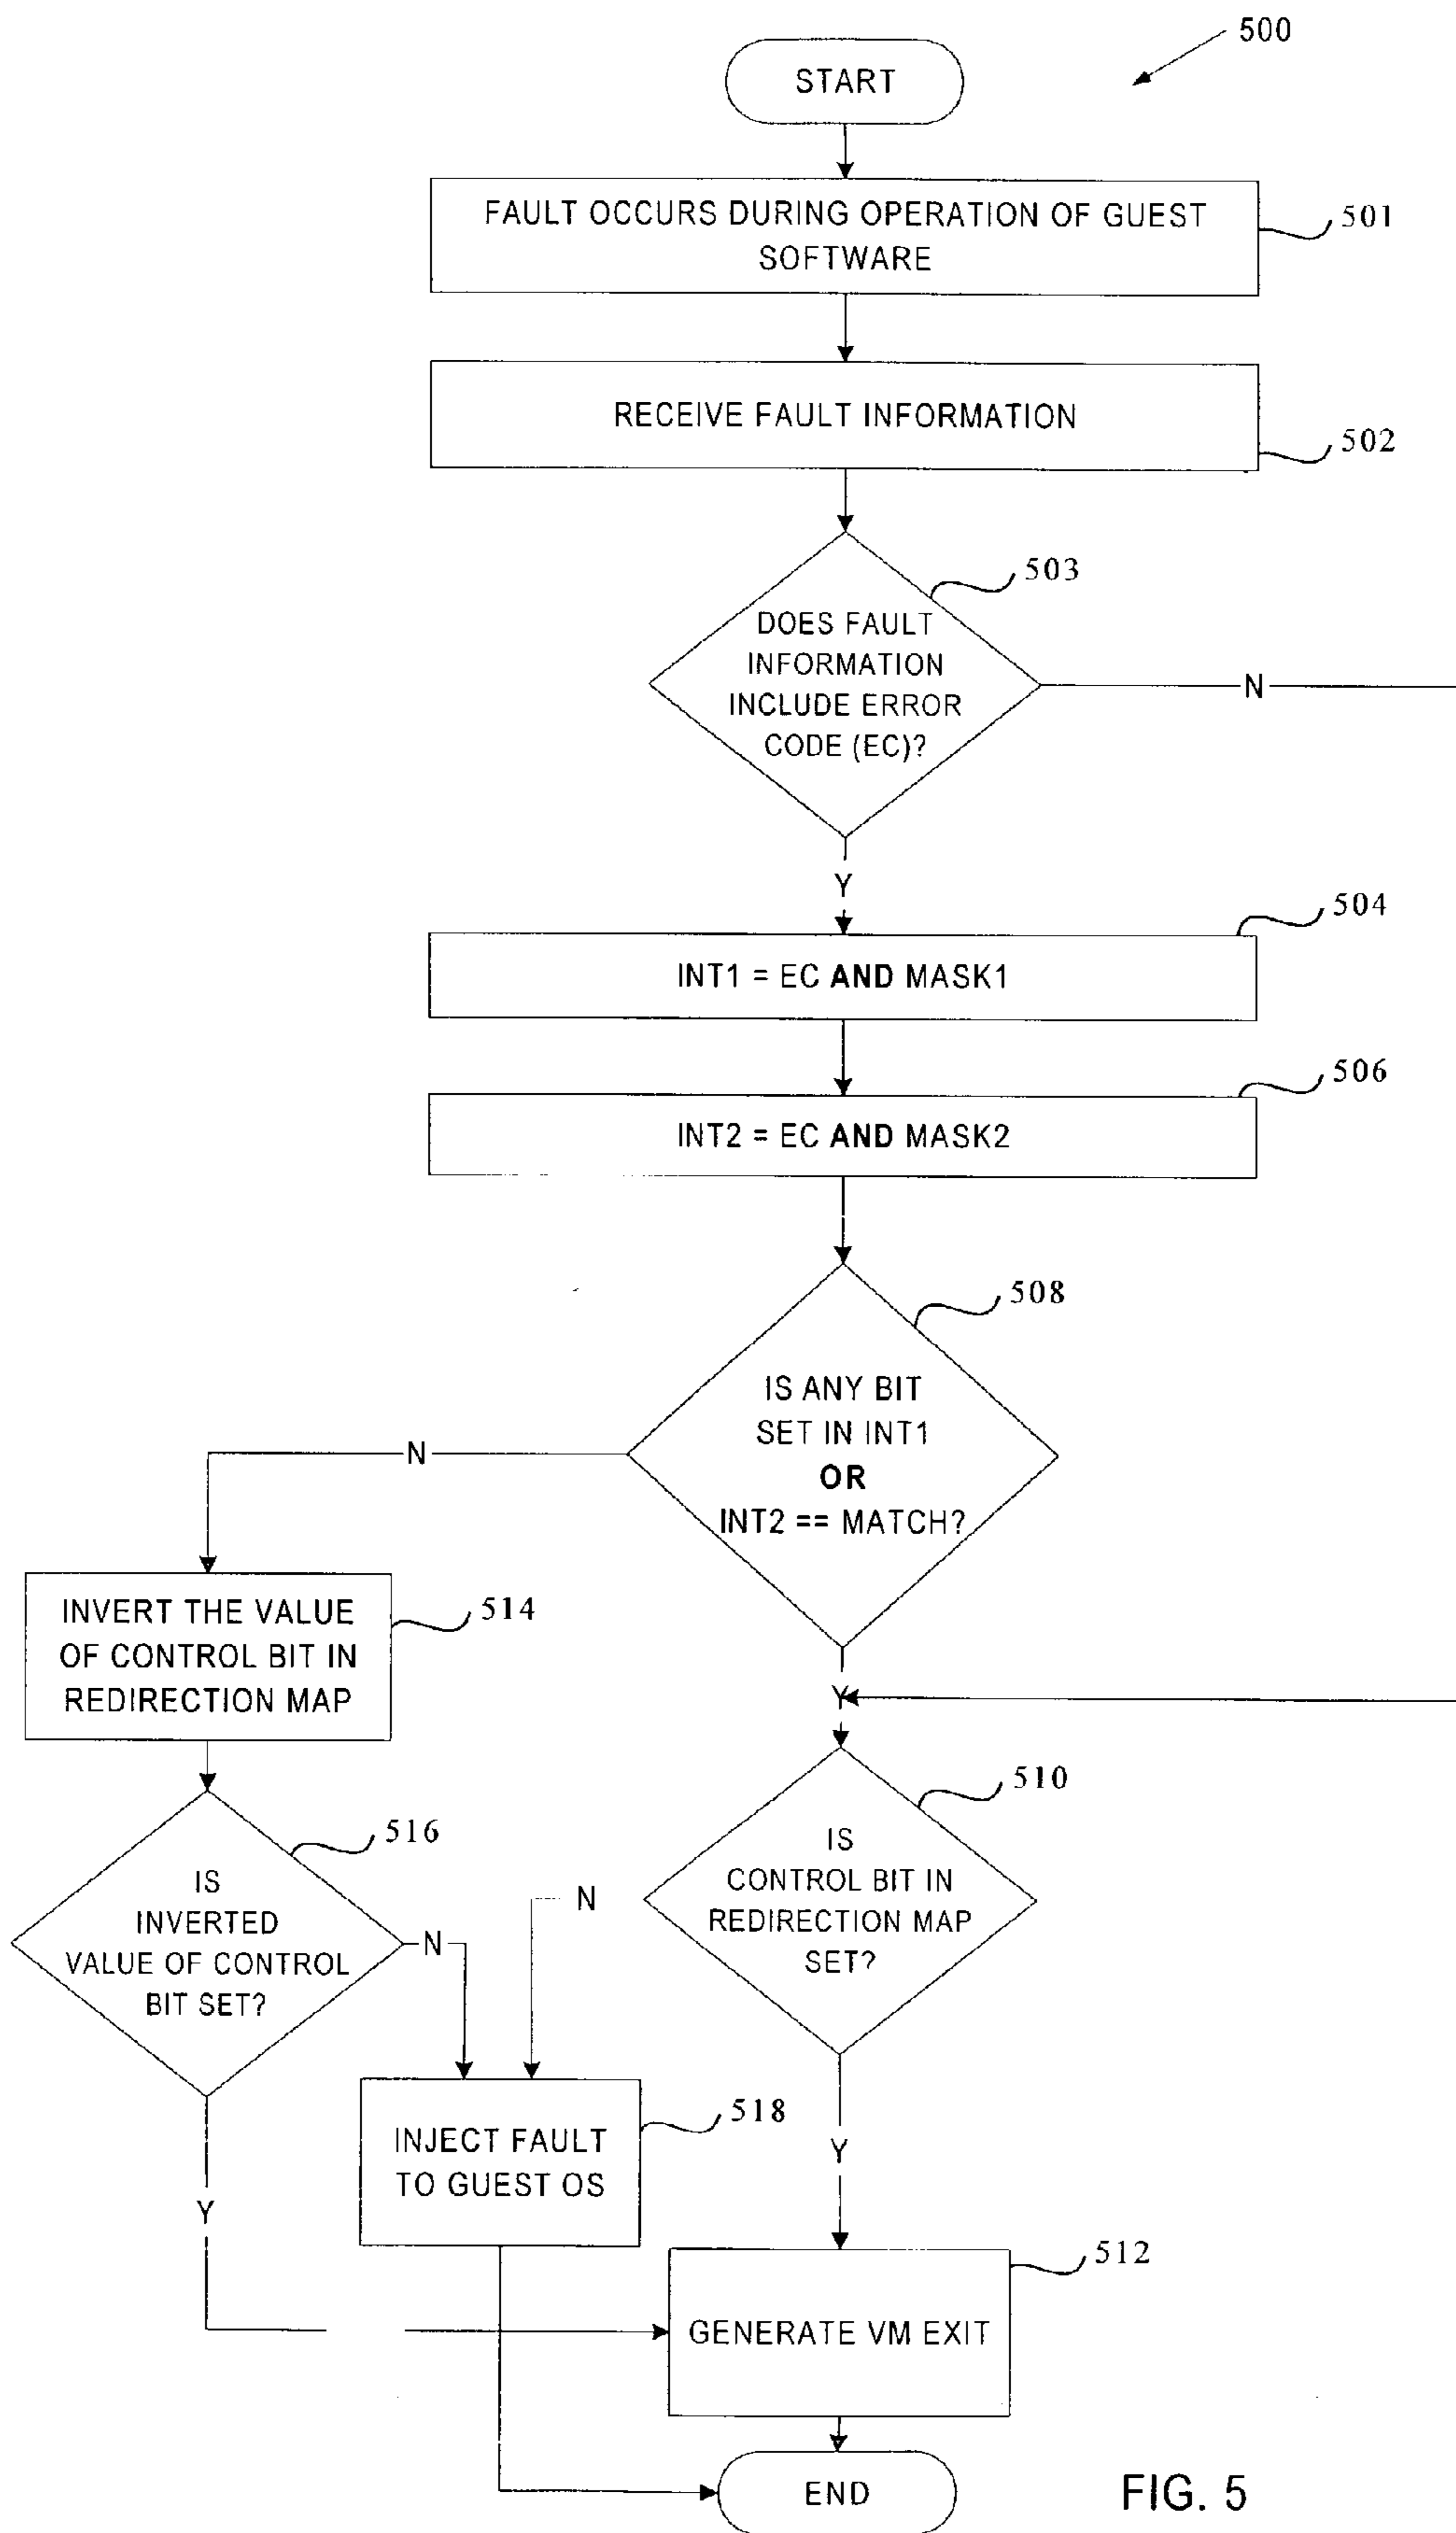 500
START
FAULT OCCURS DURING OPERATION OF GUEST
SOFTWARE
501
RECEIVE FAULT INFORMATION
502
503
DOES FAULT
INFORMATION
INCLUDE ERROR
CODE (EC)?
N
Y
504
INT1 = EC AND MASK1
506
INT2 = EC AND MASK2
508
IS ANY BIT
SET IN INT1
OR
INT2 == MATCH?
N
INVERT THE VALUE
OF CONTROL BIT IN
REDIRECTION MAP
514
Y
510
IS
CONTROL BIT IN
REDIRECTION MAP
SET?
516
IS
INVERTED
VALUE OF CONTROL
BIT SET?
N
N
INJECT FAULT
TO GUEST OS
518
Y
Y
512
GENERATE VM EXIT
END
FIG. 5